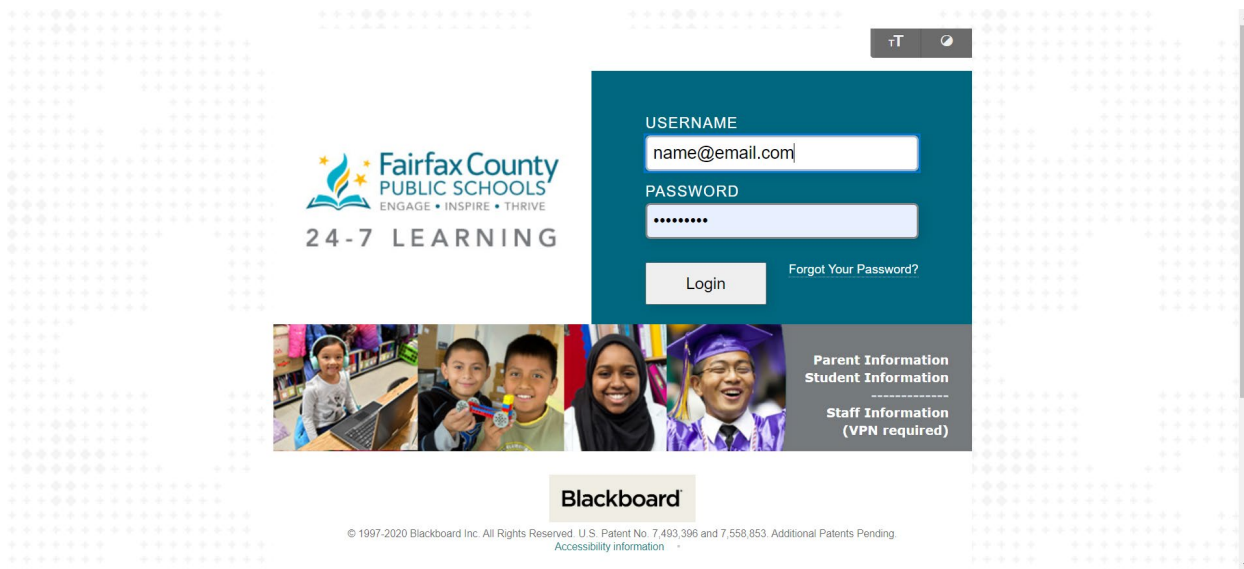 TT
USERNAME
name@email.com
PASSWORD
•••••••••
Login
Forgot Your Password?
Fairfax County
PUBLIC SCHOOLS
ENGAGE • INSPIRE • THRIVE
24-7 LEARNING
Parent Information
Student Information
-------------
Staff Information
(VPN required)
Blackboard
© 1997-2020 Blackboard Inc. All Rights Reserved. U.S. Patent No. 7,493,396 and 7,558,853. Additional Patents Pending.
Accessibility information